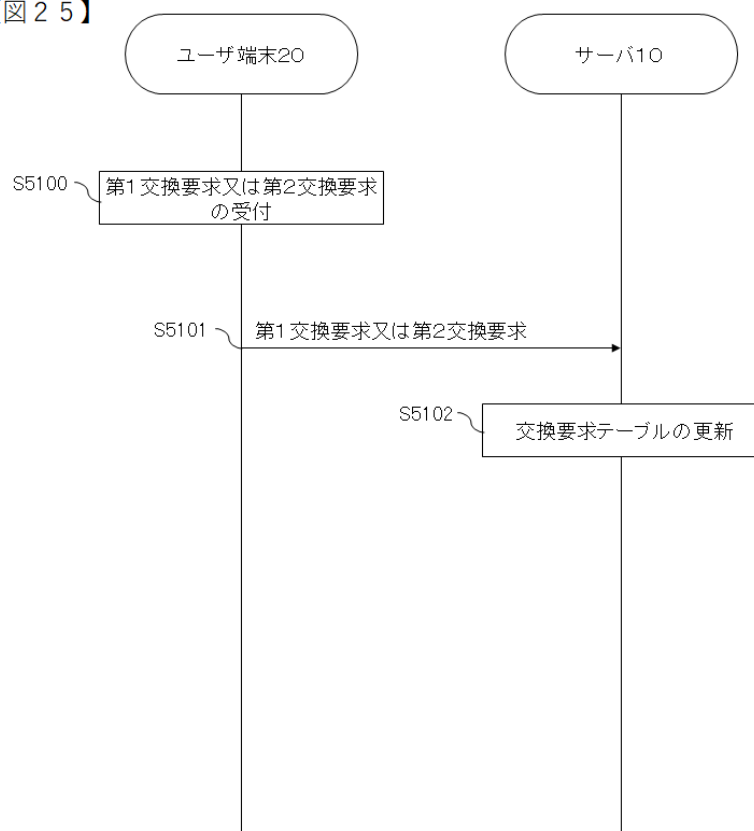 【図２５】
ユーザ端末20
サーバ10
S5100
第1交換要求又は第2交換要求
の受付
S5101
第1交換要求又は第2交換要求
S5102
交換要求テーブルの更新